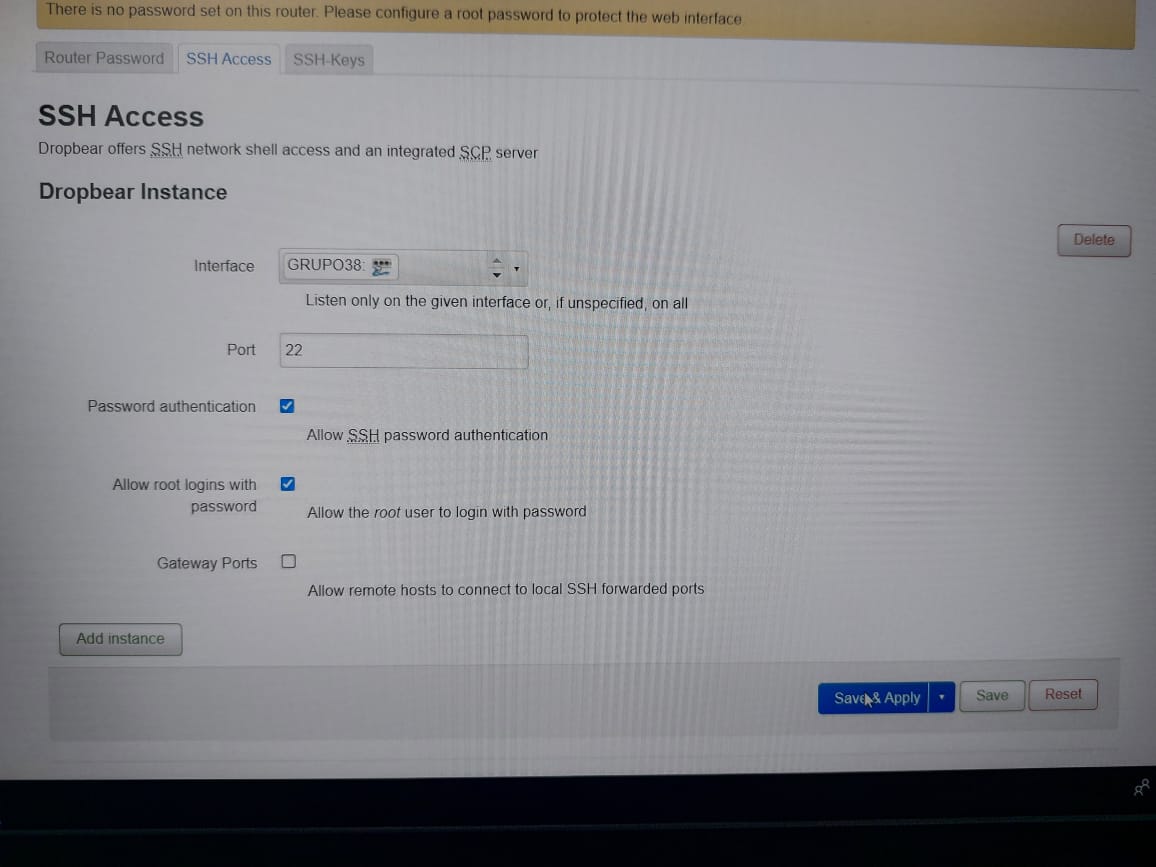 There is no password set on this router. Please configure a root password to protect the web interface
Router Password SSH Access SSH-Keys
SSH Access
Dropbear offers SSH network shell access and an integrated SCP server
Dropbear Instance
Delete
Interface GRUPO38:
Listen only on the given interface or, if unspecified, on all
Port 22
Password authentication
Allow SSH password authentication
Allow root logins with
password
Allow the root user to login with password
Gateway Ports
Allow remote hosts to connect to local SSH forwarded ports
Add instance
Save & Apply Save Reset